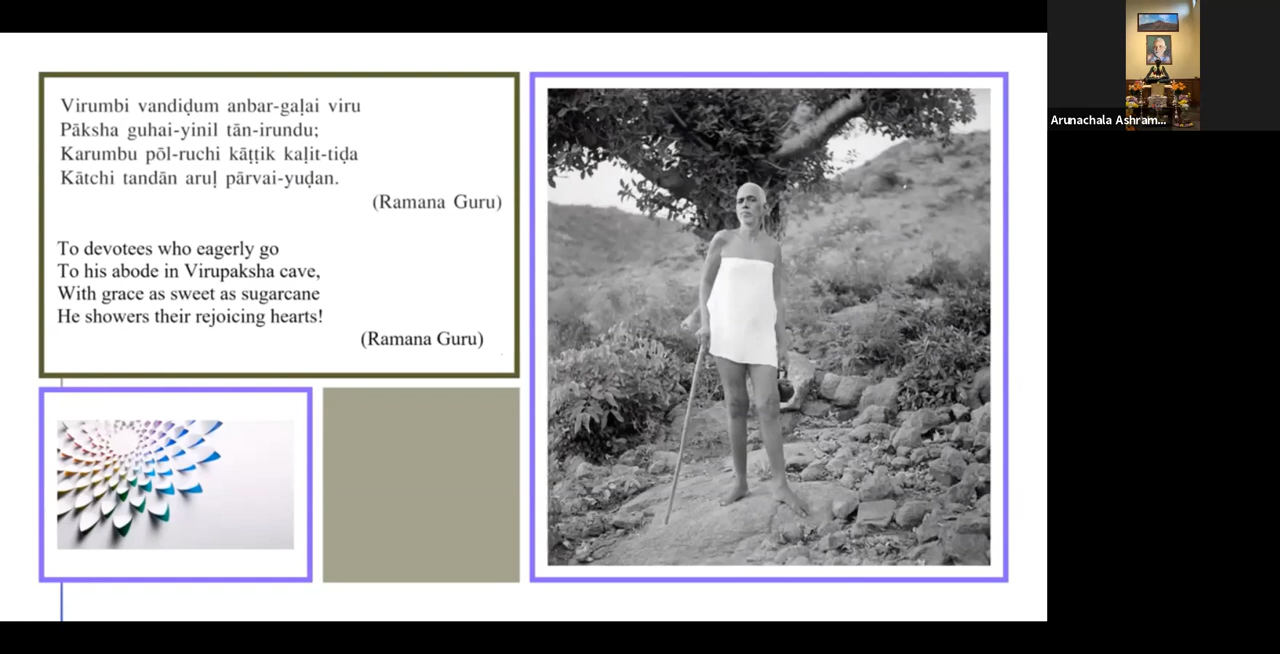 Virumbi vandiḍum anbar-gaḷai viru
Pāksha guhai-yinil tān-irundu;
Karumbu pōl-ruchi kāṭṭik kaḷit-tiḍa
Kātchi tandān aruḷ pārvai-yuḍan.
(Ramana Guru)
To devotees who eagerly go
To his abode in Virupaksha cave,
With grace as sweet as sugarcane
He showers their rejoicing hearts!
(Ramana Guru)
Arunachala Ashram...